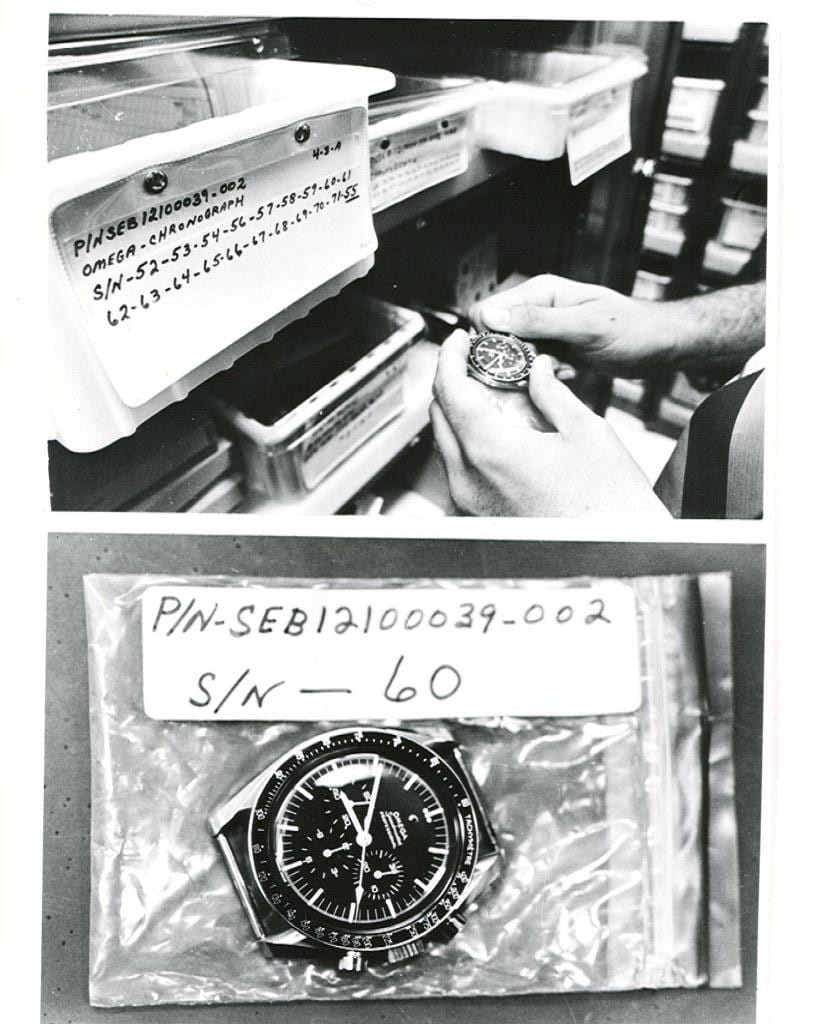 4-3-A
P/N SEB12100039-002
OMEGA-CHRONOGRAPH
S/N-52-53-54-56-57-58-59-60-61
62-63-64-65-66-67-68-69-70-71-55
P/N-SEB12100039-002
S/N — 60
OMEGA
TACHYMÈTRE